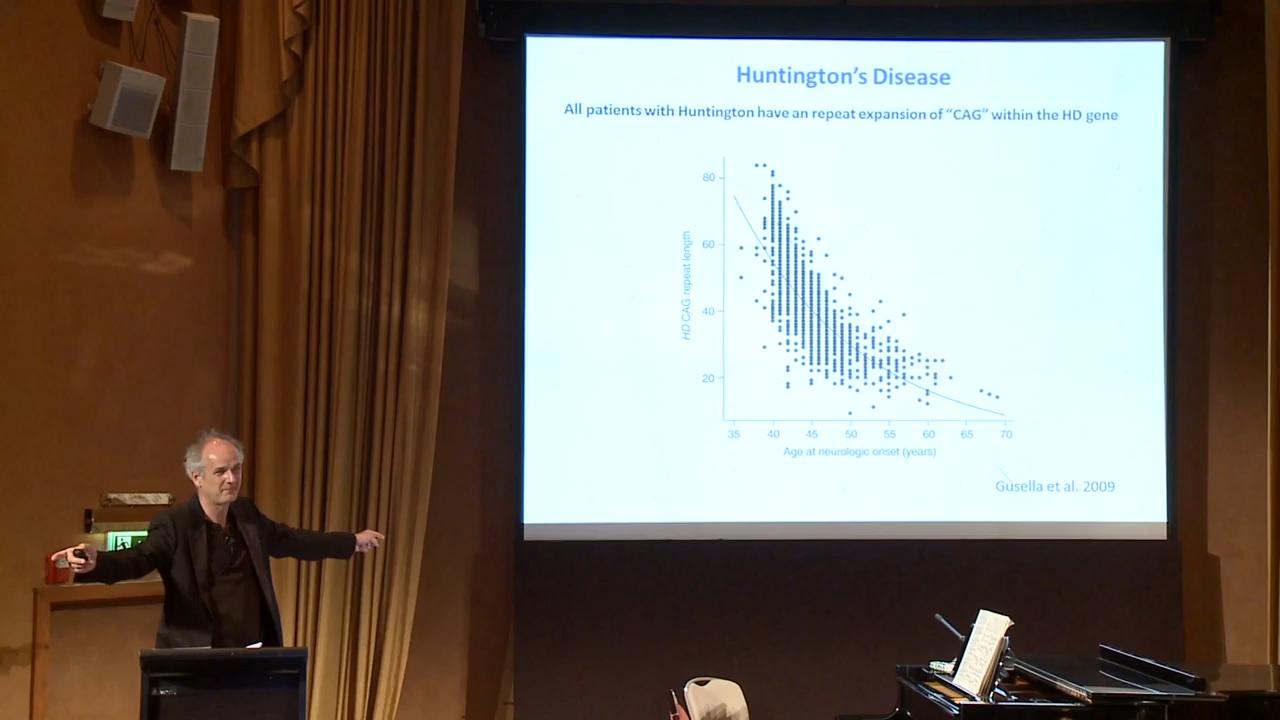 Huntington's Disease
All patients with Huntington have an repeat expansion of “CAG” within the HD gene
80
60
40
20
HD CAG repeat length
35 40 45 50 55 60 65 70
Age at neurologic onset (years)
Gusella et al. 2009